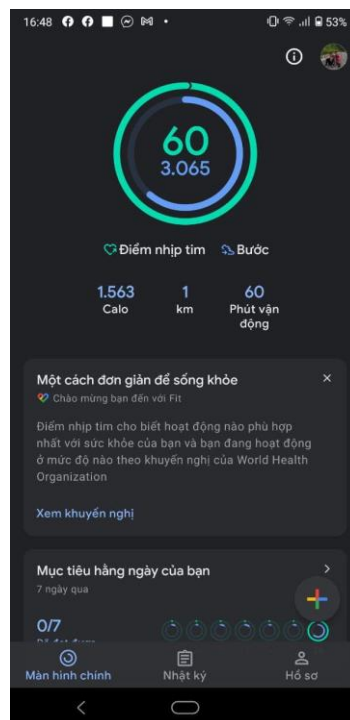 16:48
53%
60
3.065
Điểm nhịp tim
Bước
1.563
1
60
Calo
km
Phút vận
động
Một cách đơn giản để sống khỏe
Chào mừng bạn đến với Fit
Điểm nhịp tim cho biết hoạt động nào phù hợp
nhất với sức khỏe của bạn và bạn đang hoạt động
ở mức độ nào theo khuyến nghị của World Health
Organization
Xem khuyến nghị
Mục tiêu hằng ngày của bạn
7 ngày qua
0/7
Đã đạt được
Màn hình chính
Nhật ký
Hồ sơ